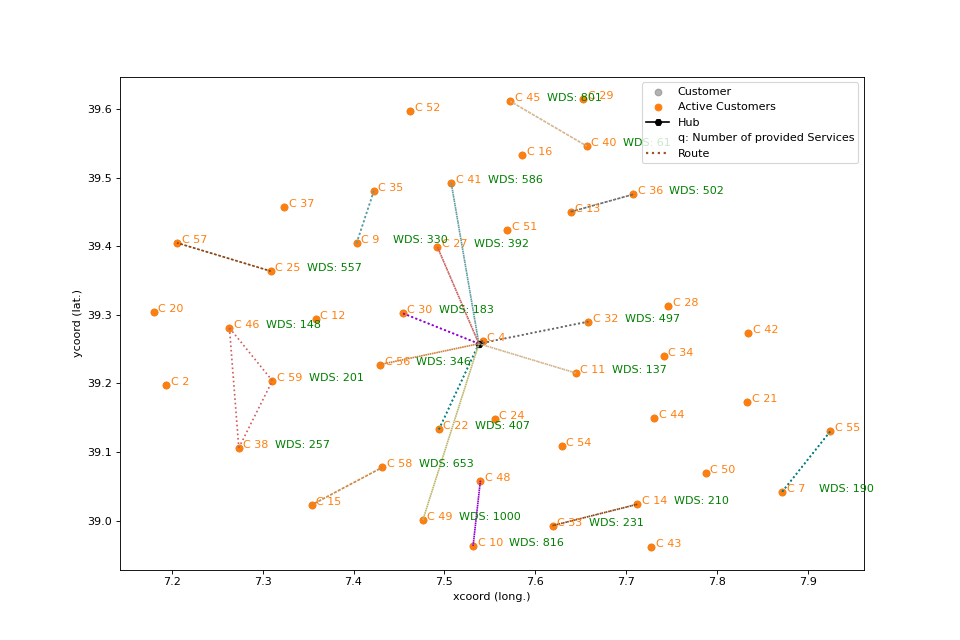 39.6
39.5
39.4
39.3
39.2
39.1
39.0
7.2
7.3
7.4
7.5
7.6
7.7
7.8
7.9
xcoord (long.)
ycoord (lat.)
Customer
Active Customers
Hub
q: Number of provided Services
Route
C 52
C 45 WDS: 801
C 29
C 40 WDS: 61
C 16
C 41 WDS: 586
C 35
C 36 WDS: 502
C 13
C 37
C 51
C 57
C 9 WDS: 330
C 27 WDS: 392
C 25 WDS: 557
C 20
C 12
C 46 WDS: 148
C 30 WDS: 183
C 28
C 32 WDS: 497
C 42
C 4
C 34
C 56 WDS: 346
C 11 WDS: 137
C 2
C 59 WDS: 201
C 21
C 24
C 44
C 22 WDS: 407
C 55
C 38 WDS: 257
C 54
C 58 WDS: 653
C 48
C 50
C 7 WDS: 190
C 15
C 14 WDS: 210
C 49 WDS: 1000
C 33 WDS: 231
C 10 WDS: 816
C 43